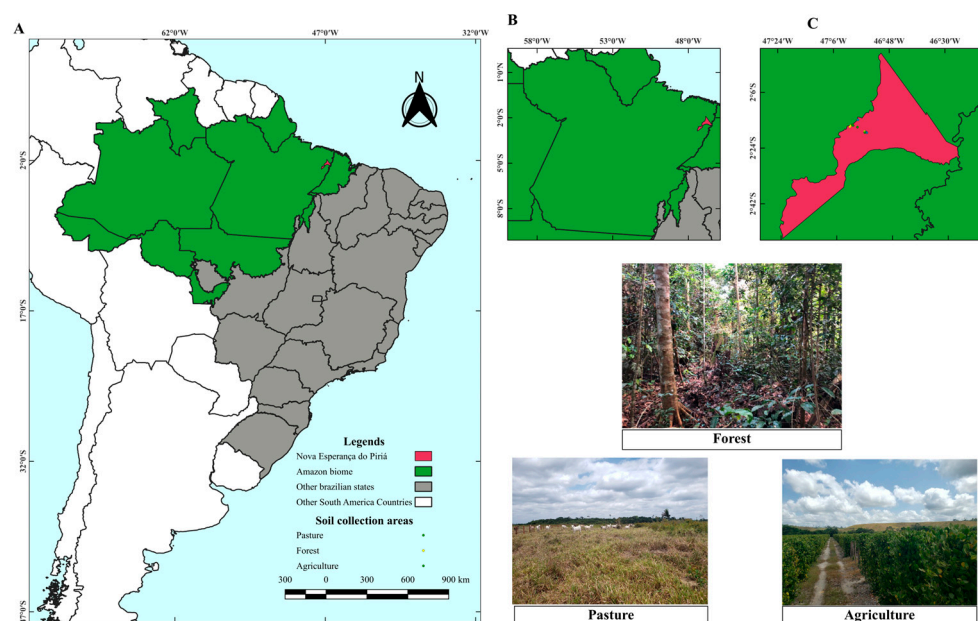 A
62°0'W 47°0'W 32°0'W
N
2°0'S
17°0'S
32°0'S
Legends
Nova Esperança do Piriá
Amazon biome
Other brazilian states
Other South America Countries
Soil collection areas
Pasture
Forest
Agriculture
300 0 300 600 900 km
B
58°0'W 53°0'W 48°0'W
1°0'S
2°0'S
5°0'S
8°0'S
C
47°24'W 47°6'W 46°48'W 46°30'W
2°6'S
2°24'S
2°42'S
Forest
Pasture
Agriculture